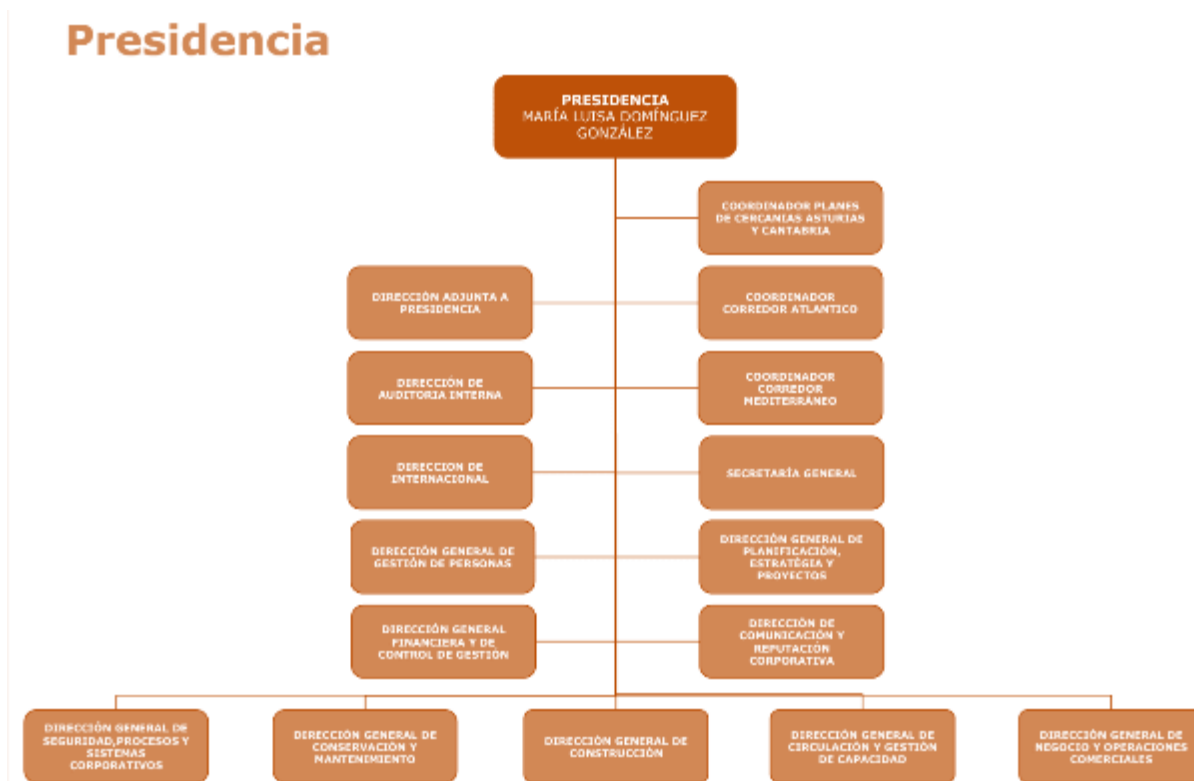 Presidencia
PRESIDENCIA
MARÍA LUISA DOMÍNGUEZ
GONZÁLEZ
COORDINADOR PLANES
DE CERCANIAS ASTURIAS
Y CANTABRIA
DIRECCIÓN ADJUNTA A
PRESIDENCIA
COORDINADOR
CORREDOR ATLANTICO
DIRECCIÓN DE
AUDITORIA INTERNA
COORDINADOR
CORREDOR
MEDITERRÁNEO
DIRECCION DE
INTERNACIONAL
SECRETARÍA GENERAL
DIRECCIÓN GENERAL DE
GESTIÓN DE PERSONAS
DIRECCIÓN GENERAL DE
PLANIFICACIÓN,
ESTRATÉGIA Y
PROYECTOS
DIRECCIÓN GENERAL
FINANCIERA Y DE
CONTROL DE GESTIÓN
DIRECCIÓN DE
COMUNICACIÓN Y
REPUTACIÓN
CORPORATIVA
DIRECCIÓN GENERAL DE
SEGURIDAD,PROCESOS Y
SISTEMAS
CORPORATIVOS
DIRECCIÓN GENERAL DE
CONSERVACIÓN Y
MANTENIMIENTO
DIRECCIÓN GENERAL DE
CONSTRUCCIÓN
DIRECCIÓN GENERAL DE
CIRCULACIÓN Y GESTIÓN
DE CAPACIDAD
DIRECCIÓN GENERAL DE
NEGOCIO Y OPERACIONES
COMERCIALES